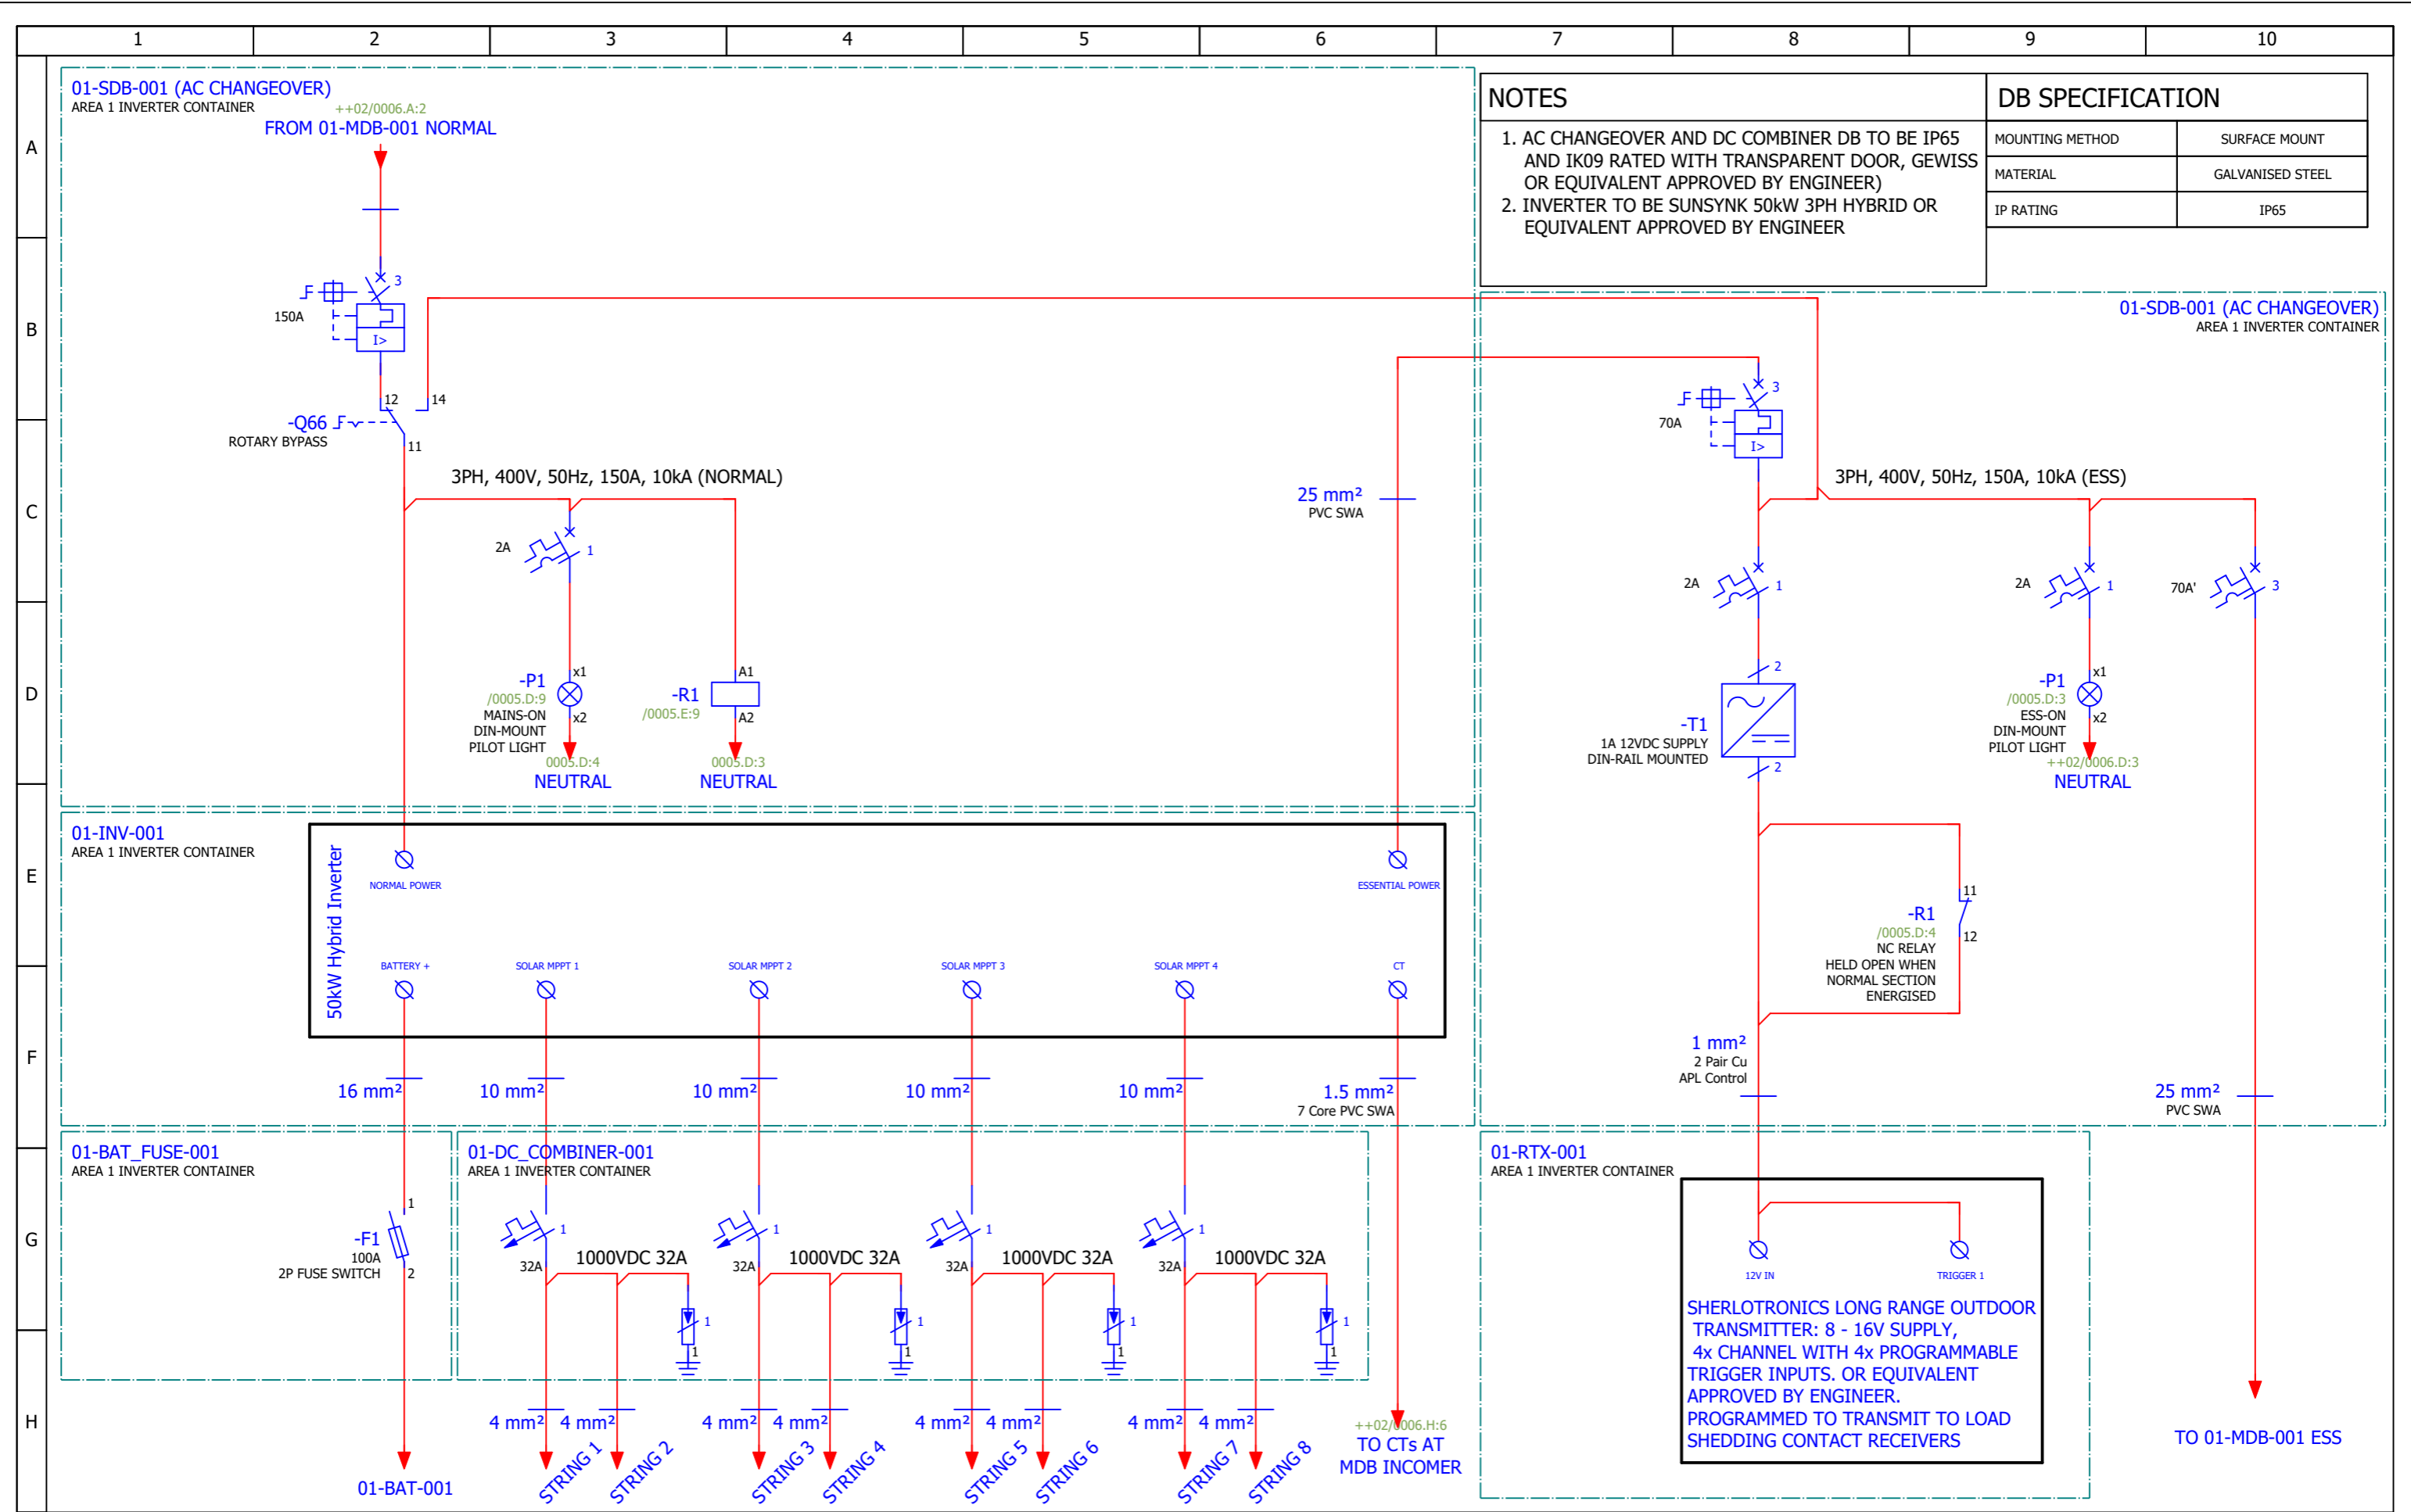 1 2 3 4 5 6 7 8 9 10
A
B
C
D
E
F
G
H
01-SDB-001 (AC CHANGEOVER)
AREA 1 INVERTER CONTAINER
++02/0006.A:2
FROM 01-MDB-001 NORMAL
3
150A
I>
12
14
-Q66
ROTARY BYPASS
11
3PH, 400V, 50Hz, 150A, 10kA (NORMAL)
2A
1
-P1
/0005.D:9
MAINS-ON
DIN-MOUNT
PILOT LIGHT
x1
x2
0005.D:4
NEUTRAL
-R1
/0005.E:9
A1
A2
0005.D:3
NEUTRAL
25 mm²
PVC SWA
NOTES
1. AC CHANGEOVER AND DC COMBINER DB TO BE IP65
AND IK09 RATED WITH TRANSPARENT DOOR, GEWISS
OR EQUIVALENT APPROVED BY ENGINEER)
2. INVERTER TO BE SUNSYNK 50kW 3PH HYBRID OR
EQUIVALENT APPROVED BY ENGINEER
DB SPECIFICATION
MOUNTING METHOD SURFACE MOUNT
MATERIAL GALVANISED STEEL
IP RATING IP65
01-SDB-001 (AC CHANGEOVER)
AREA 1 INVERTER CONTAINER
3
70A
I>
3PH, 400V, 50Hz, 150A, 10kA (ESS)
2A
1
2A
1
70A'
3
2
-T1
1A 12VDC SUPPLY
DIN-RAIL MOUNTED
2
-P1
/0005.D:3
ESS-ON
DIN-MOUNT
PILOT LIGHT
x1
x2
++02/0006.D:3
NEUTRAL
11
-R1
/0005.D:4
12
NC RELAY
HELD OPEN WHEN
NORMAL SECTION
ENERGISED
1 mm²
2 Pair Cu
APL Control
25 mm²
PVC SWA
01-INV-001
AREA 1 INVERTER CONTAINER
50kW Hybrid Inverter
NORMAL POWER
ESSENTIAL POWER
BATTERY +
SOLAR MPPT 1
SOLAR MPPT 2
SOLAR MPPT 3
SOLAR MPPT 4
CT
16 mm²
10 mm²
10 mm²
10 mm²
10 mm²
1.5 mm²
7 Core PVC SWA
01-BAT_FUSE-001
AREA 1 INVERTER CONTAINER
1
-F1
100A
2P FUSE SWITCH
2
01-BAT-001
01-DC_COMBINER-001
AREA 1 INVERTER CONTAINER
1
32A
1000VDC 32A
1
1
1
32A
1000VDC 32A
1
1
1
32A
1000VDC 32A
1
1
1
32A
1000VDC 32A
1
1
4 mm² 4 mm² 4 mm² 4 mm² 4 mm² 4 mm² 4 mm² 4 mm²
STRING 1
STRING 2
STRING 3
STRING 4
STRING 5
STRING 6
STRING 7
STRING 8
++02/0006.H:6
TO CTs AT
MDB INCOMER
01-RTX-001
AREA 1 INVERTER CONTAINER
12V IN
TRIGGER 1
SHERLOTRONICS LONG RANGE OUTDOOR
TRANSMITTER: 8 - 16V SUPPLY,
4x CHANNEL WITH 4x PROGRAMMABLE
TRIGGER INPUTS. OR EQUIVALENT
APPROVED BY ENGINEER.
PROGRAMMED TO TRANSMIT TO LOAD
SHEDDING CONTACT RECEIVERS
TO 01-MDB-001 ESS